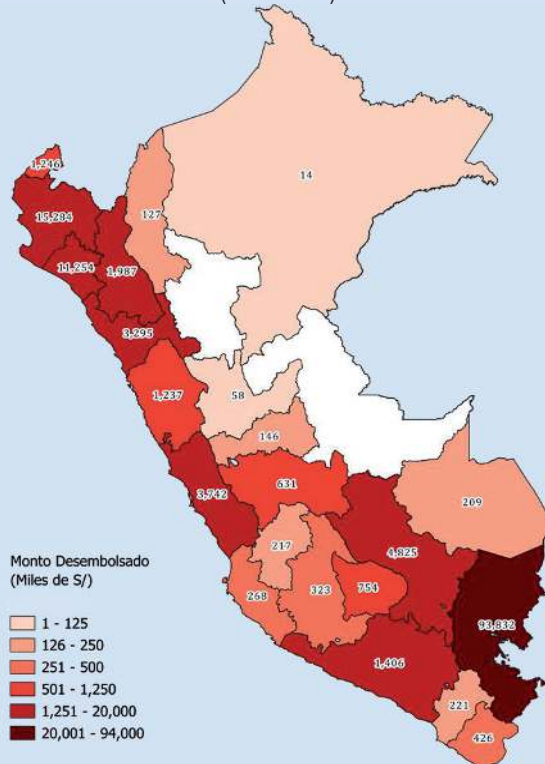 14
1,246
127
15,284
11,254
1,987
3,295
1,237
58
146
3,742
631
209
217
4,825
268
323
754
93,832
1,406
221
426
Monto Desembolsado
(Miles de S/)
1 - 125
126 - 250
251 - 500
501 - 1,250
1,251 - 20,000
20,001 - 94,000